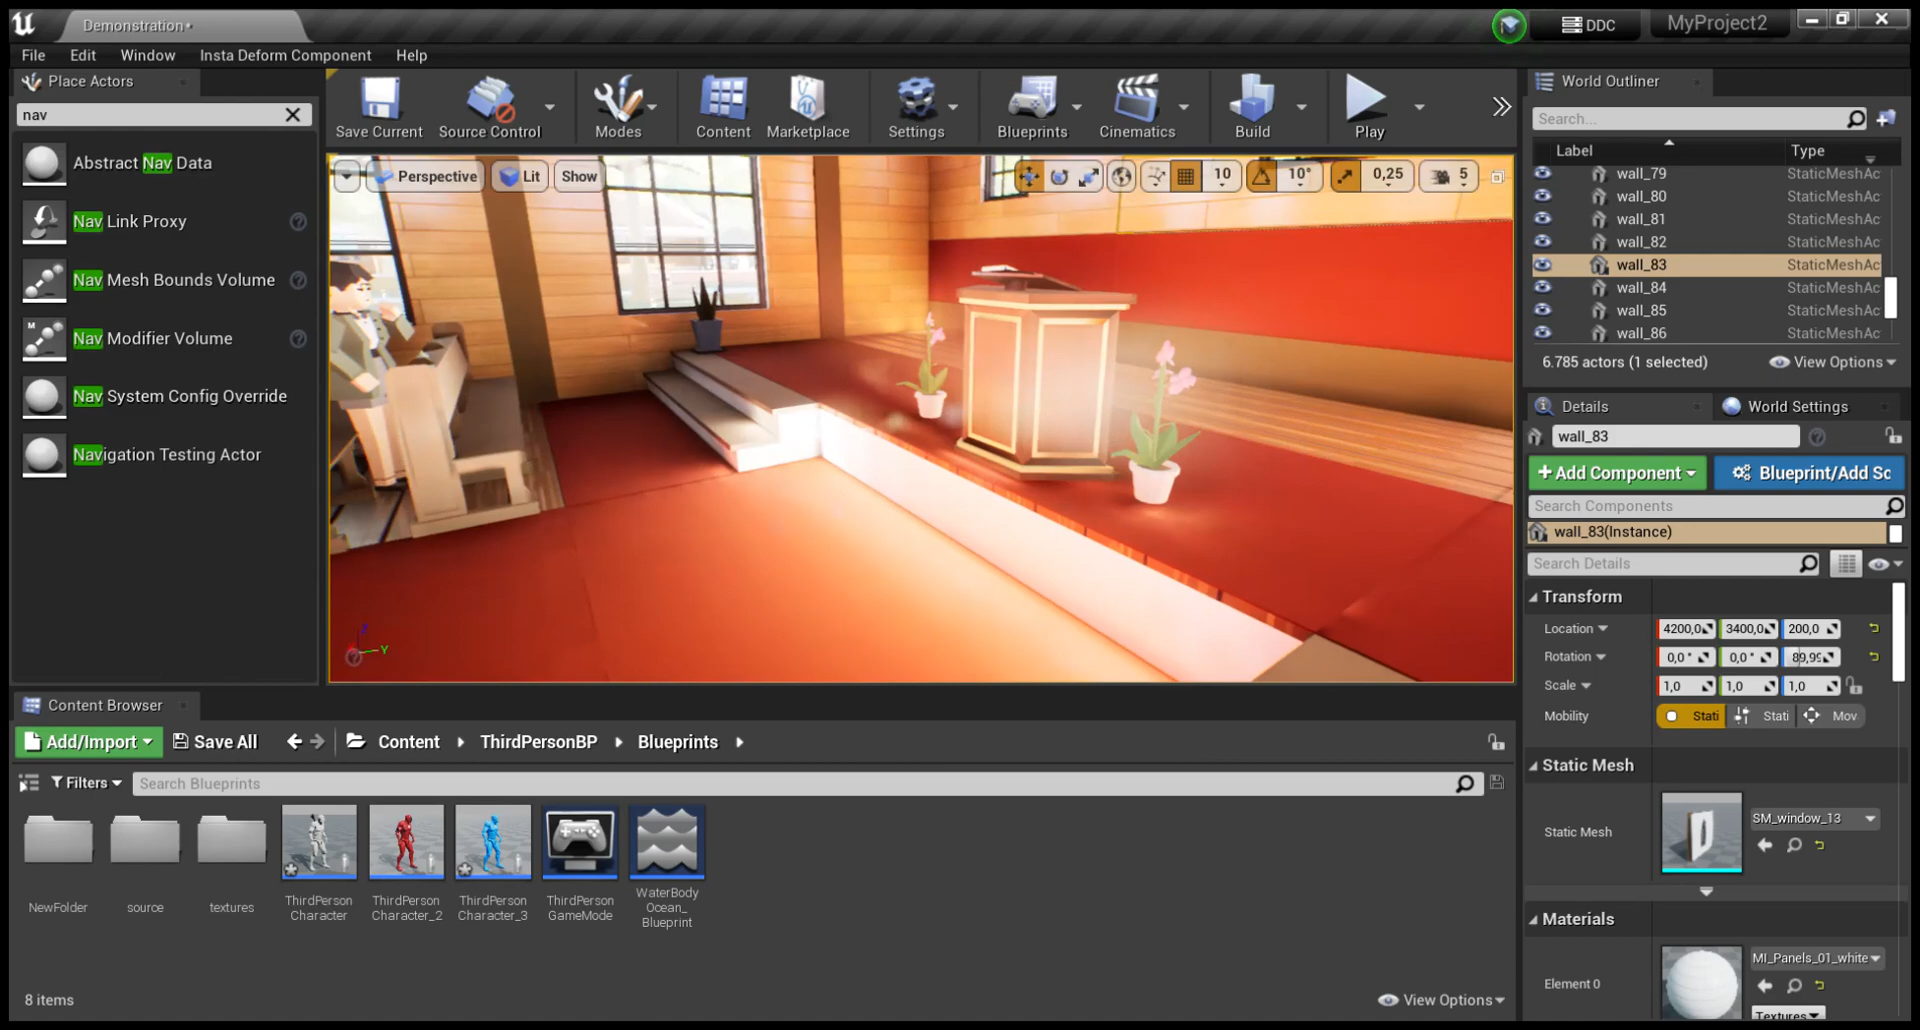 Demonstration•
DDC
MyProject2
File
Edit
Window
Insta Deform Component
Help
Place Actors
nav
Abstract Nav Data
Nav Link Proxy
Nav Mesh Bounds Volume
Nav Modifier Volume
Nav System Config Override
Navigation Testing Actor
Save Current
Source Control
Modes
Content
Marketplace
Settings
Blueprints
Cinematics
Build
Play
Perspective
Lit
Show
10
10°
0,25
5
Z
Y
World Outliner
Search...
Label
Type
wall_79 StaticMeshAc
wall_80 StaticMeshAc
wall_81 StaticMeshAc
wall_82 StaticMeshAc
wall_83 StaticMeshAc
wall_84 StaticMeshAc
wall_85 StaticMeshAc
wall_86 StaticMeshAc
6.785 actors (1 selected)
View Options
Details
World Settings
wall_83
+Add Component
Blueprint/Add Sc
Search Components
wall_83(Instance)
Search Details
Transform
Location 4200,0 3400,0 200,0
Rotation 0,0 ° 0,0 ° 89,99
Scale 1,0 1,0 1,0
Mobility Stati Stati Mov
Static Mesh
Static Mesh
SM_window_13
Materials
Element 0
MI_Panels_01_white
Textures
Content Browser
Add/Import
Save All
Content
ThirdPersonBP
Blueprints
Filters
Search Blueprints
NewFolder
source
textures
ThirdPerson
Character
ThirdPerson
Character_2
ThirdPerson
Character_3
ThirdPerson
GameMode
WaterBody
Ocean_
Blueprint
8 items
View Options